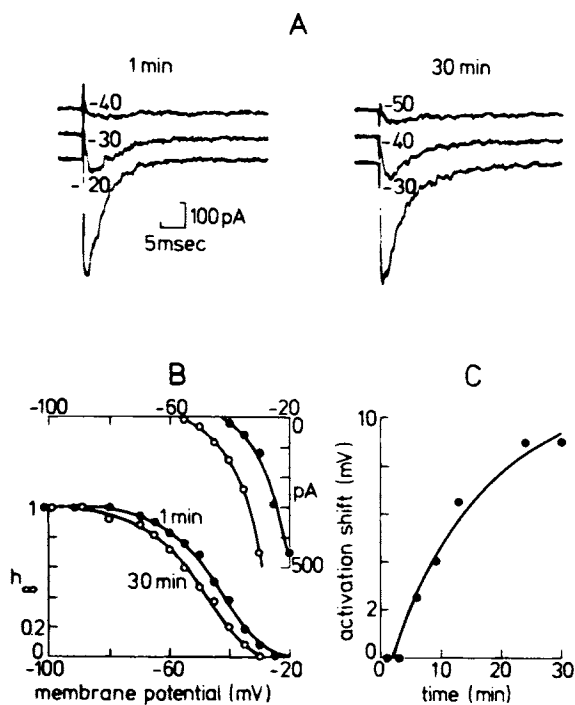 A
1 min
30 min
-40
-30
-20
100 pA
5 msec
-50
-40
-30
B
C
-100
-60
-20
0
pA
500
1 min
30 min
1
h∞
0.2
0
-100
-60
-20
membrane potential (mV)
10
activation shift (mV)
2
0
0
10
20
30
time (min)